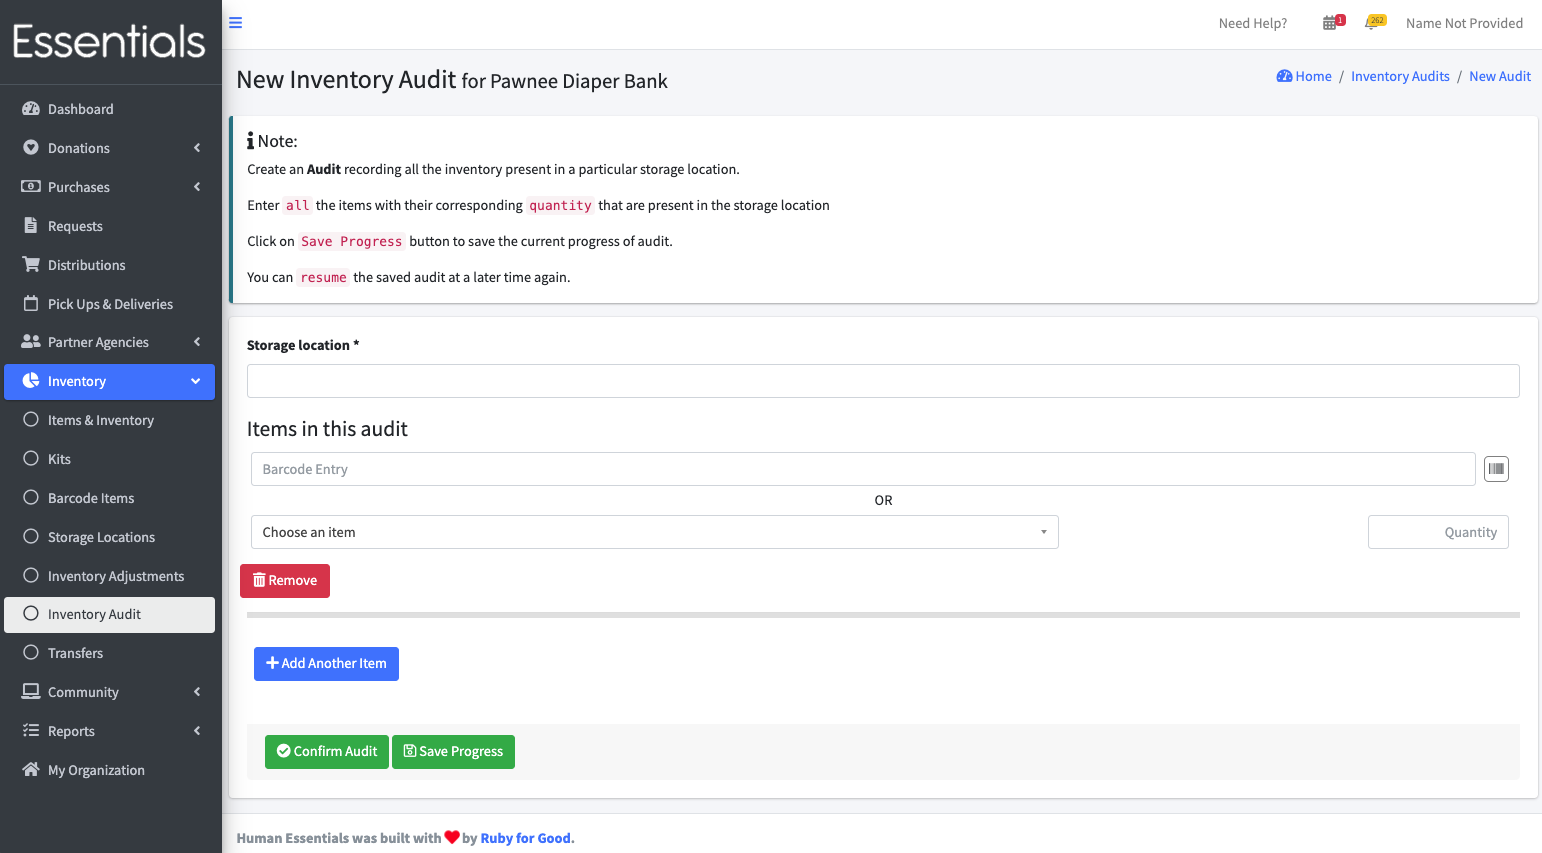 Essentials
Need Help?
1
262
Name Not Provided
Dashboard
Donations
Purchases
Requests
Distributions
Pick Ups & Deliveries
Partner Agencies
Inventory
Items & Inventory
Kits
Barcode Items
Storage Locations
Inventory Adjustments
Inventory Audit
Transfers
Community
Reports
My Organization
New Inventory Audit for Pawnee Diaper Bank
Home / Inventory Audits / New Audit
Note:
Create an Audit recording all the inventory present in a particular storage location.
Enter all the items with their corresponding quantity that are present in the storage location
Click on Save Progress button to save the current progress of audit.
You can resume the saved audit at a later time again.
Storage location *
Items in this audit
Barcode Entry
OR
Choose an item
Quantity
Remove
Add Another Item
Confirm Audit
Save Progress
Human Essentials was built with by Ruby for Good.